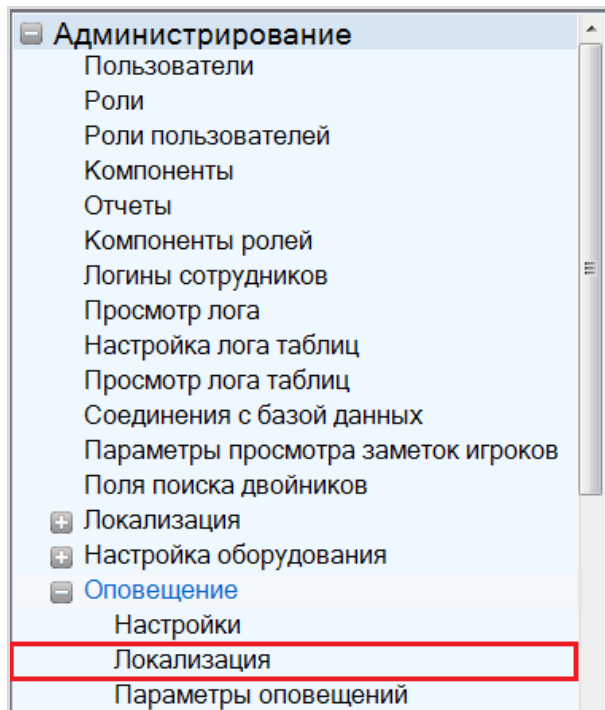 Администрирование
Пользователи
Роли
Роли пользователей
Компоненты
Отчеты
Компоненты ролей
Логины сотрудников
Просмотр лога
Настройка лога таблиц
Просмотр лога таблиц
Соединения с базой данных
Параметры просмотра заметок игроков
Поля поиска двойников
Локализация
Настройка оборудования
Оповещение
Настройки
Локализация
Параметры оповещений